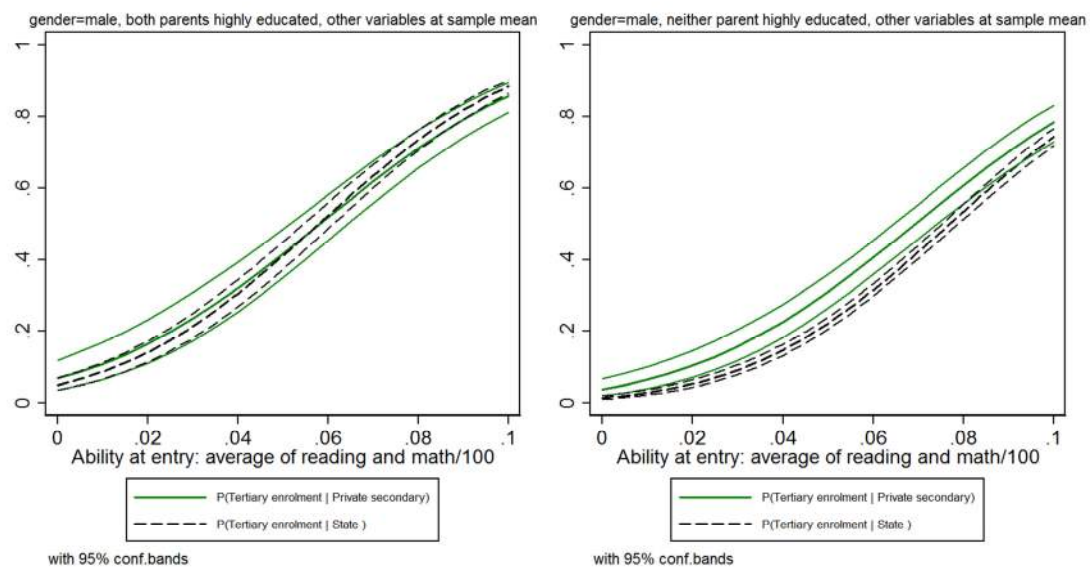 gender=male, both parents highly educated, other variables at sample mean
1
.8
.6
.4
.2
0
0 .02 .04 .06 .08 .1
Ability at entry: average of reading and math/100
P(Tertiary enrolment | Private secondary)
P(Tertiary enrolment | State )
with 95% conf.bands
gender=male, neither parent highly educated, other variables at sample mean
1
.8
.6
.4
.2
0
0 .02 .04 .06 .08 .1
Ability at entry: average of reading and math/100
P(Tertiary enrolment | Private secondary)
P(Tertiary enrolment | State )
with 95% conf.bands